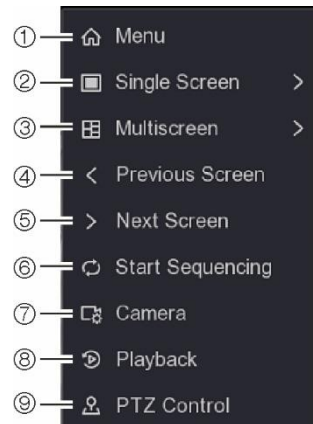 ① Menu
② Single Screen >
③ Multiscreen >
④ < Previous Screen
⑤ > Next Screen
⑥ Start Sequencing
⑦ Camera
⑧ Playback
⑨ PTZ Control